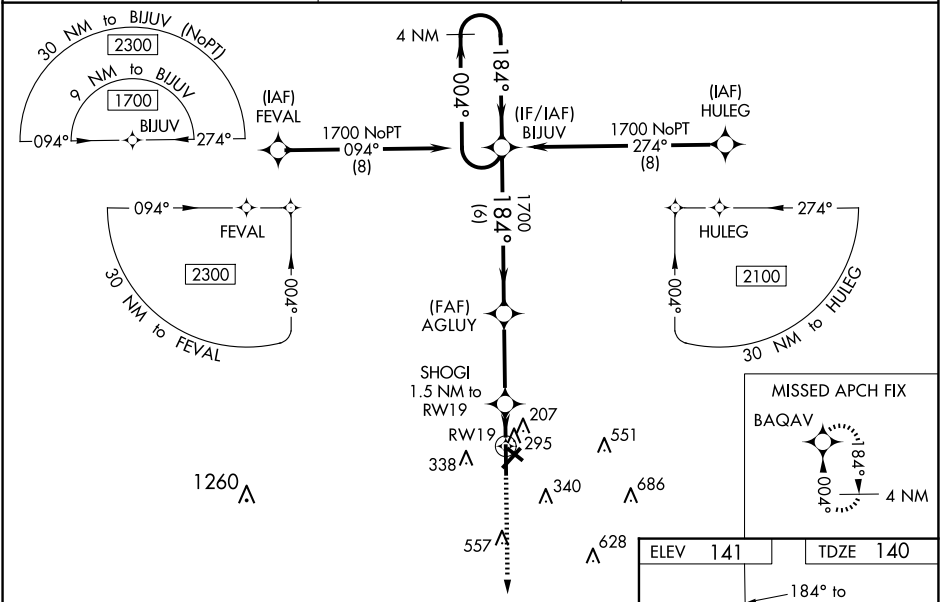 30 NM to BIJUV (NoPT)
2300
9 NM to BIJUV
1700
BIJUV
094°
274°
4 NM
004°
184°
(IAF)
FEVAL
1700 NoPT
094°
(8)
(IF/IAF)
BIJUV
(IAF)
HULEG
1700 NoPT
274°
(8)
1700
184°
(6)
094°
FEVAL
2300
004°
30 NM to FEVAL
274°
HULEG
2100
004°
30 NM to HULEG
(FAF)
AGLUY
SHOGI
1.5 NM to
RW19
RW19
207
295
338
551
1260
340
686
557
628
MISSED APCH FIX
BAQAV
184°
004°
4 NM
ELEV 141
TDZE 140
184° to